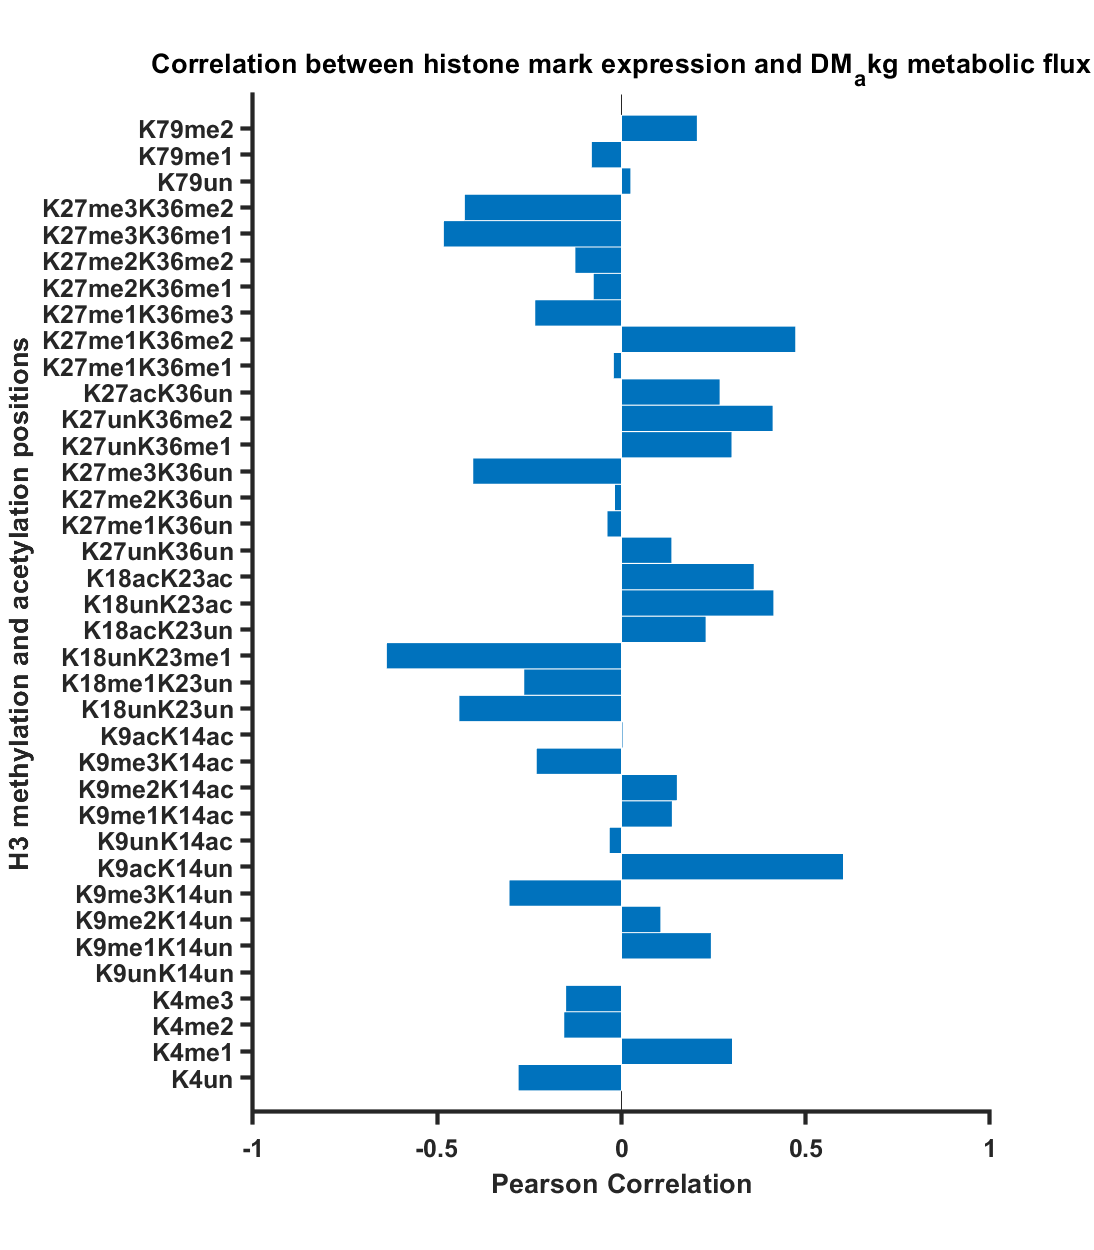 Correlation between histone mark expression and DMakg metabolic flux
H3 methylation and acetylation positions
K79me2
K79me1
K79un
K27me3K36me2
K27me3K36me1
K27me2K36me2
K27me2K36me1
K27me1K36me3
K27me1K36me2
K27me1K36me1
K27acK36un
K27unK36me2
K27unK36me1
K27me3K36un
K27me2K36un
K27me1K36un
K27unK36un
K18acK23ac
K18unK23ac
K18acK23un
K18unK23me1
K18me1K23un
K18unK23un
K9acK14ac
K9me3K14ac
K9me2K14ac
K9me1K14ac
K9unK14ac
K9acK14un
K9me3K14un
K9me2K14un
K9me1K14un
K9unK14un
K4me3
K4me2
K4me1
K4un
-1 -0.5 0 0.5 1
Pearson Correlation